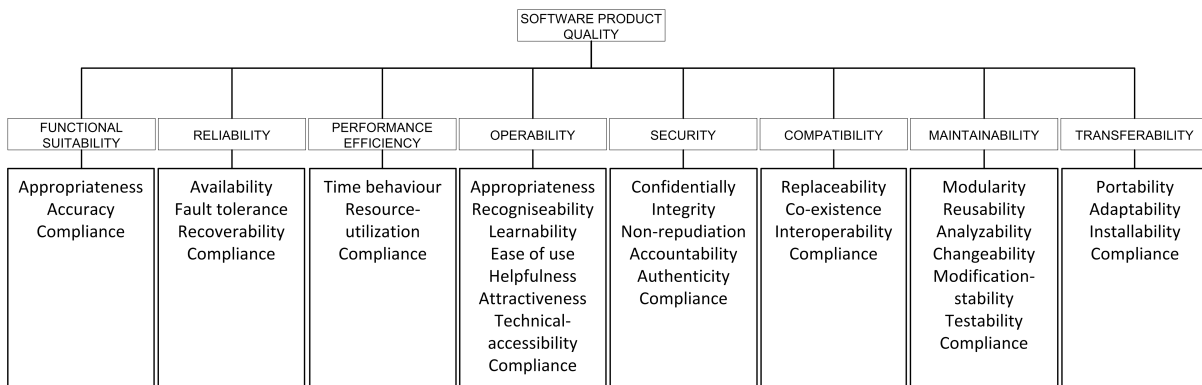 SOFTWARE PRODUCT
QUALITY
FUNCTIONAL
SUITABILITY
RELIABILITY
PERFORMANCE
EFFICIENCY
OPERABILITY
SECURITY
COMPATIBILITY
MAINTAINABILITY
TRANSFERABILITY
Appropriateness
Accuracy
Compliance
Availability
Fault tolerance
Recoverability
Compliance
Time behaviour
Resource-
utilization
Compliance
Appropriateness
Recogniseability
Learnability
Ease of use
Helpfulness
Attractiveness
Technical-
accessibility
Compliance
Confidentially
Integrity
Non-repudiation
Accountability
Authenticity
Compliance
Replaceability
Co-existence
Interoperability
Compliance
Modularity
Reusability
Analyzability
Changeability
Modification-
stability
Testability
Compliance
Portability
Adaptability
Installability
Compliance